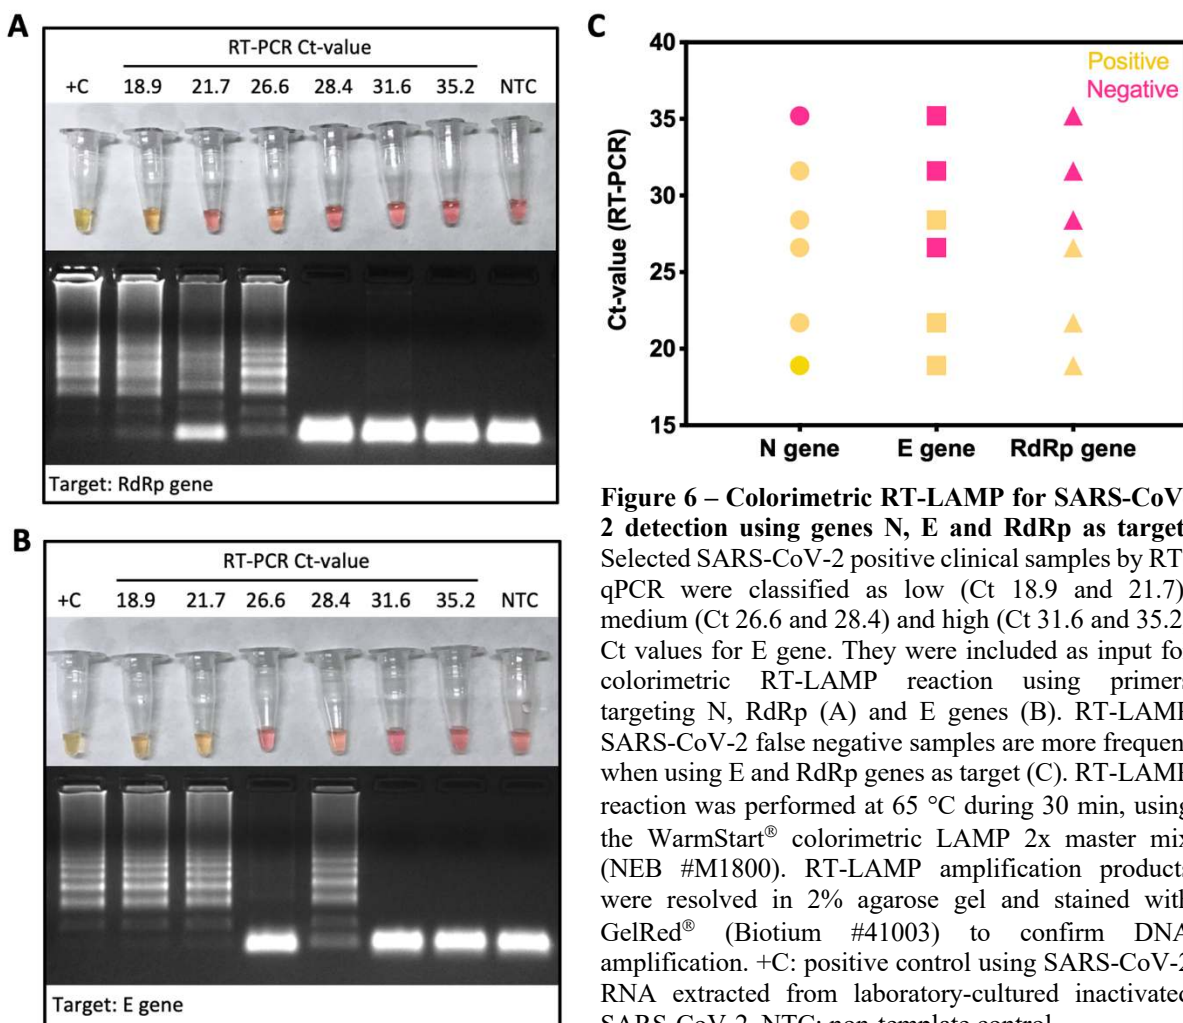 A
RT-PCR Ct-value
+C 18.9 21.7 26.6 28.4 31.6 35.2 NTC
Target: RdRp gene
B
RT-PCR Ct-value
+C 18.9 21.7 26.6 28.4 31.6 35.2 NTC
Target: E gene
C
Positive
Negative
40
35
30
25
20
15
Ct-value (RT-PCR)
N gene E gene RdRp gene
Figure 6 – Colorimetric RT-LAMP for SARS-CoV
2 detection using genes N, E and RdRp as target
Selected SARS-CoV-2 positive clinical samples by RT
qPCR were classified as low (Ct 18.9 and 21.7)
medium (Ct 26.6 and 28.4) and high (Ct 31.6 and 35.2
Ct values for E gene. They were included as input fo
colorimetric RT-LAMP reaction using primer
targeting N, RdRp (A) and E genes (B). RT-LAMP
SARS-CoV-2 false negative samples are more frequen
when using E and RdRp genes as target (C). RT-LAMP
reaction was performed at 65 °C during 30 min, using
the WarmStart® colorimetric LAMP 2x master mix
(NEB #M1800). RT-LAMP amplification products
were resolved in 2% agarose gel and stained with
GelRed® (Biotium #41003) to confirm DNA
amplification. +C: positive control using SARS-CoV-2
RNA extracted from laboratory-cultured inactivated
SARS-CoV-2. NTC: non-template control